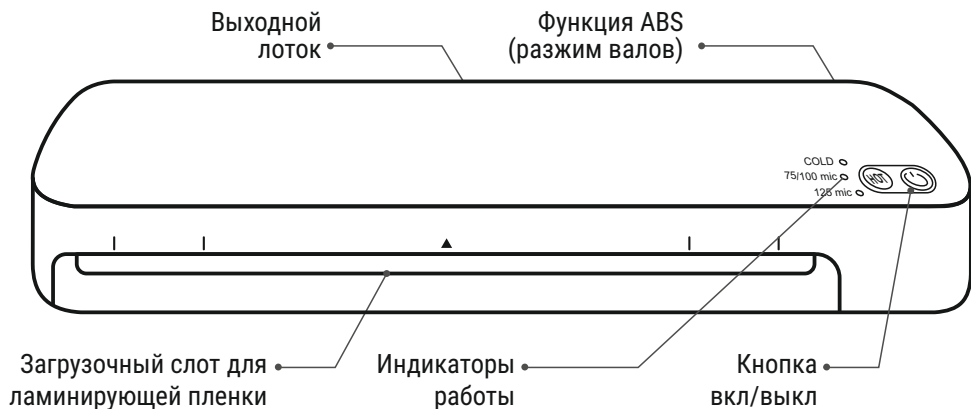 Выходной
лоток
Функция ABS
(разжим валов)
COLD
75/100 mic
125 mic
HOT
Загрузочный слот для
ламинирующей пленки
Индикаторы
работы
Кнопка
вкл/выкл